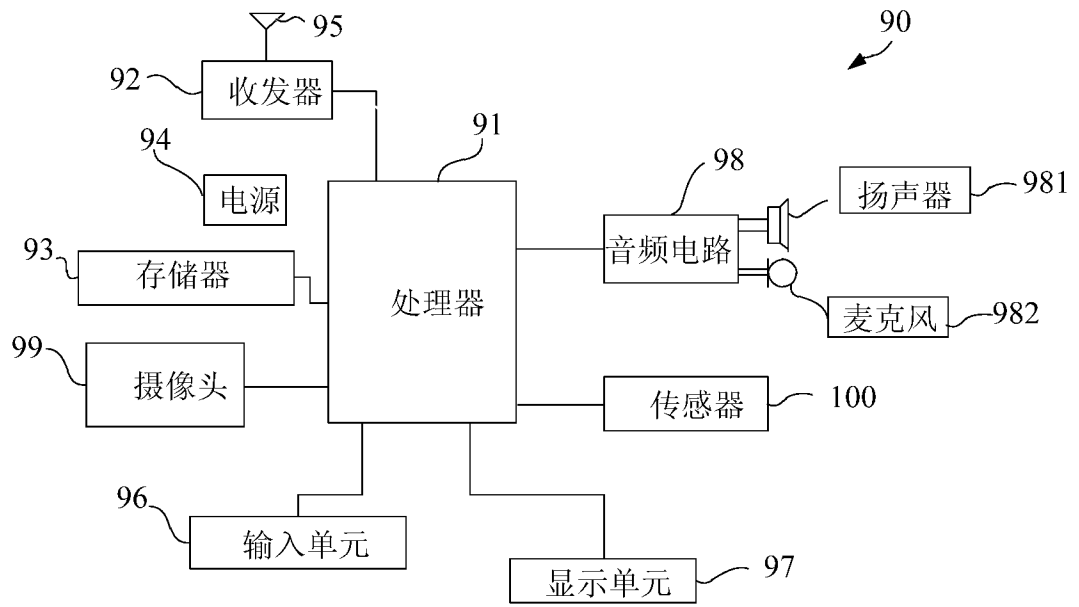 95
90
92
收发器
91
94
电源
98
扬声器
981
93
存储器
音频电路
处理器
麦克风
982
99
摄像头
传感器
100
96
输入单元
显示单元
97